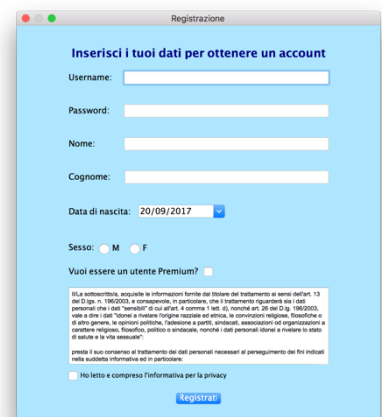 Registrazione
Inserisci i tuoi dati per ottenere un account
Username:
Password:
Nome:
Cognome:
Data di nascita: 20/09/2017
Sesso: M F
Vuoi essere un utente Premium?
Il/La sottoscritto/a, acquisite le informazioni fornite dal titolare del trattamento ai sensi dell'art. 13
del D.lgs. n. 196/2003, e consapevole, in particolare, che il trattamento riguarderà sia i dati
personali che i dati "sensibili" di cui all'art. 4 comma 1 lett. d), nonché art. 26 del D.lg. 196/2003,
vale a dire i dati "idonei a rivelare l'origine razziale ed etnica, le convinzioni religiose, filosofiche o
di altro genere, le opinioni politiche, l'adesione a partiti, sindacati, associazioni od organizzazioni a
carattere religioso, filosofico, politico o sindacale, nonché i dati personali idonei a rivelare lo stato
di salute e la vita sessuale":
presta il suo consenso al trattamento dei dati personali necessari al perseguimento dei fini indicati
nella suddetta informativa ed in particolare:
Ho letto e compreso l'informativa per la privacy
Registrati